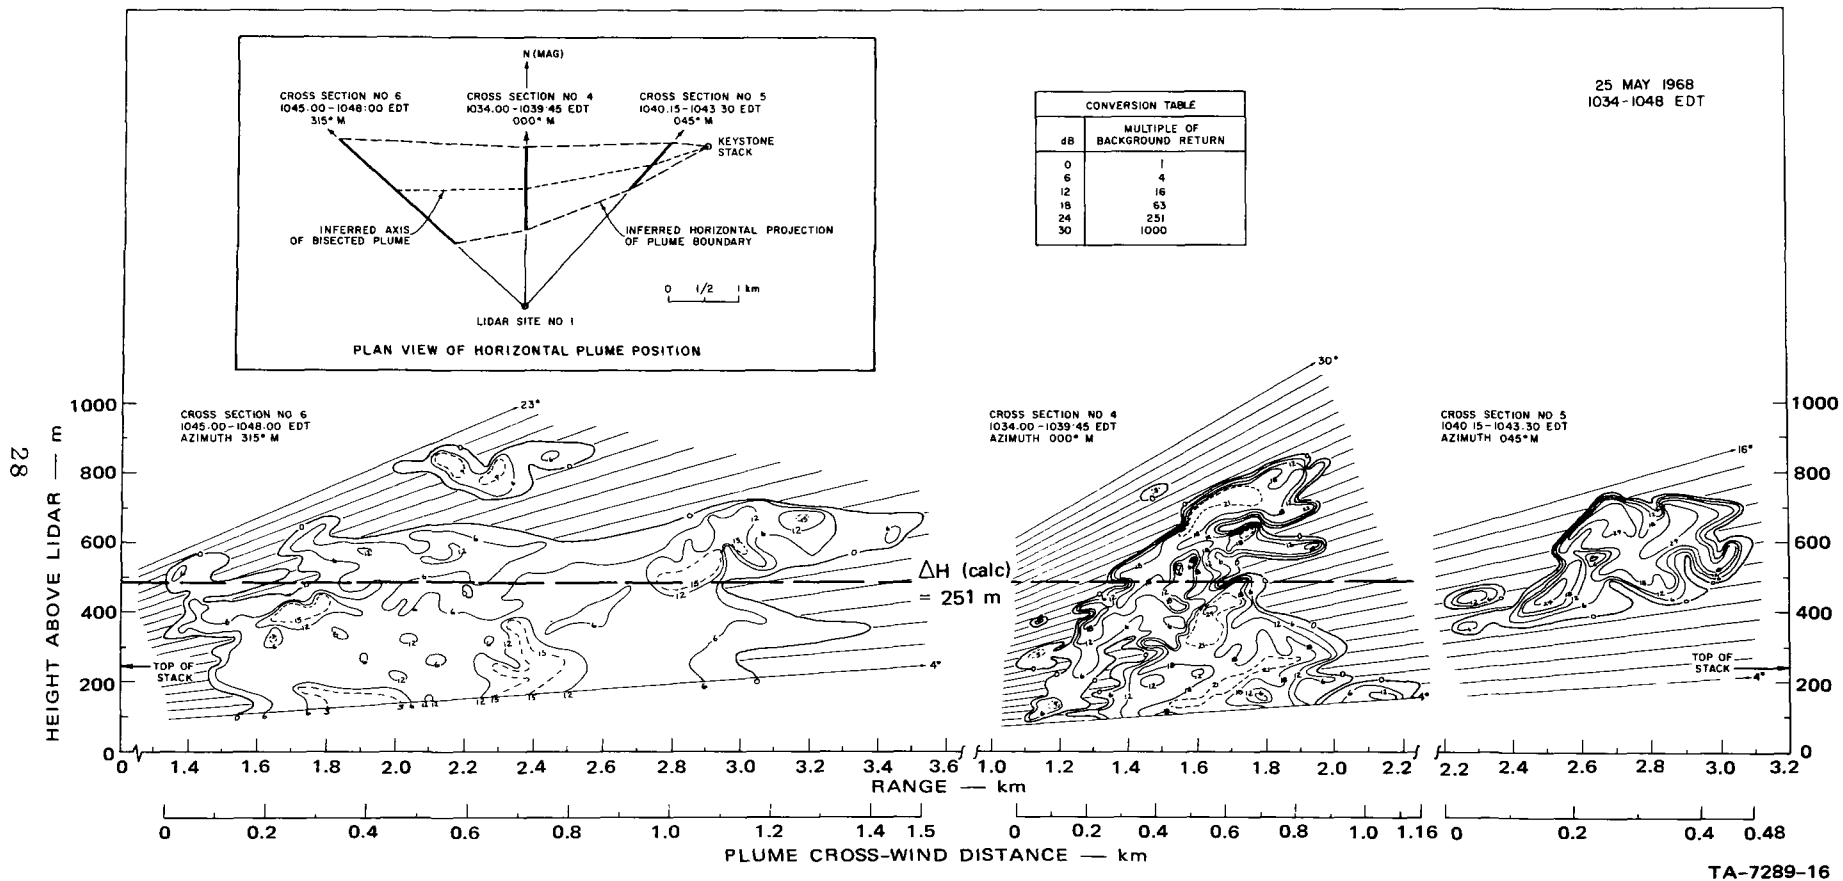 N (MAG)
CROSS SECTION NO 6
1045.00-1048:00 EDT
315° M
CROSS SECTION NO 4
1034.00-1039:45 EDT
000° M
CROSS SECTION NO 5
1040.15-1043 30 EDT
045° M
KEYSTONE
STACK
INFERRED AXIS
OF BISECTED PLUME
INFERRED HORIZONTAL PROJECTION
OF PLUME BOUNDARY
0 1/2 1 km
LIDAR SITE NO 1
PLAN VIEW OF HORIZONTAL PLUME POSITION
CONVERSION TABLE
dB MULTIPLE OF BACKGROUND RETURN
0 1
6 4
12 16
18 63
24 251
30 1000
25 MAY 1968
1034-1048 EDT
28
HEIGHT ABOVE LIDAR — m
1000
800
600
400
200
0
TOP OF
STACK
CROSS SECTION NO 6
1045.00-1048.00 EDT
AZIMUTH 315° M
23°
4°
ΔH (calc)
= 251 m
CROSS SECTION NO 4
1034.00-1039:45 EDT
AZIMUTH 000° M
30°
4°
CROSS SECTION NO 5
1040 15-1043.30 EDT
AZIMUTH 045° M
16°
TOP OF
STACK
4°
1000
800
600
400
200
0
0 1.4 1.6 1.8 2.0 2.2 2.4 2.6 2.8 3.0 3.2 3.4 3.6 1.0 1.2 1.4 1.6 1.8 2.0 2.2 2.2 2.4 2.6 2.8 3.0 3.2
RANGE — km
0 0.2 0.4 0.6 0.8 1.0 1.2 1.4 1.5 0 0.2 0.4 0.6 0.8 1.0 1.16 0 0.2 0.4 0.48
PLUME CROSS-WIND DISTANCE — km
TA-7289-16